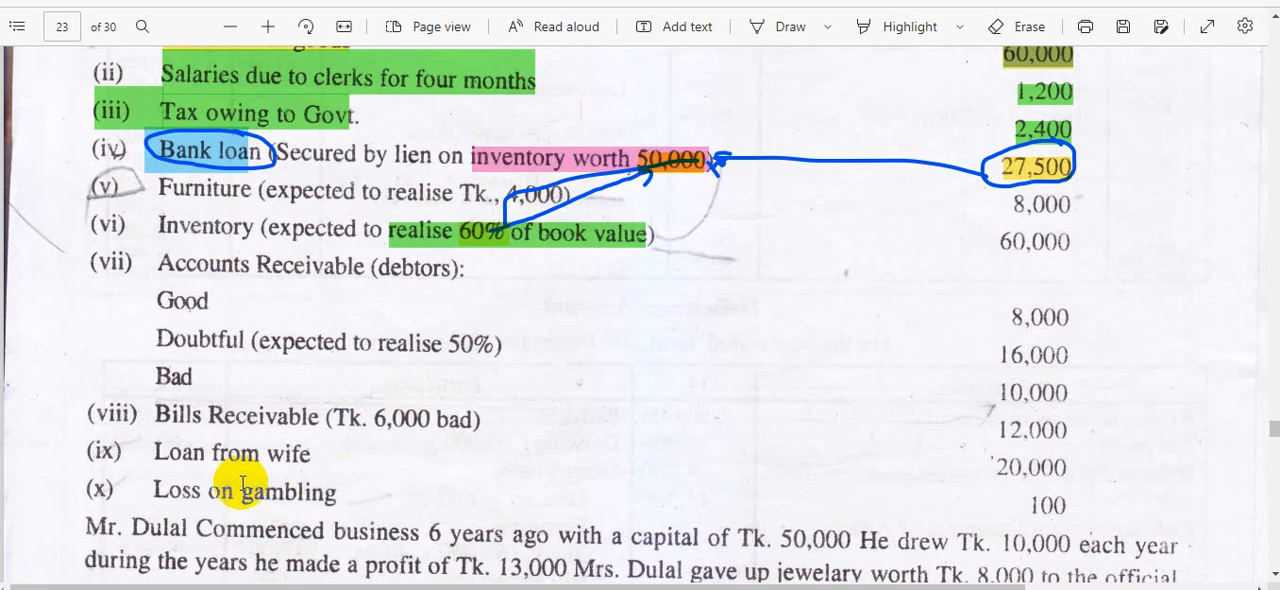 23 of 30 Page view Read aloud Add text Draw Highlight Erase
60,000
(ii) Salaries due to clerks for four months 1,200
(iii) Tax owing to Govt. 2,400
(iv) Bank loan (Secured by lien on inventory worth 50,000) 27,500
(v) Furniture (expected to realise Tk., 4,000) 8,000
(vi) Inventory (expected to realise 60% of book value) 60,000
(vii) Accounts Receivable (debtors):
Good 8,000
Doubtful (expected to realise 50%) 16,000
Bad 10,000
(viii) Bills Receivable (Tk. 6,000 bad) 12,000
(ix) Loan from wife 20,000
(x) Loss on gambling 100
Mr. Dulal Commenced business 6 years ago with a capital of Tk. 50,000 He drew Tk. 10,000 each year
during the years he made a profit of Tk. 13,000 Mrs. Dulal gave up jewelary worth Tk. 8,000 to the official